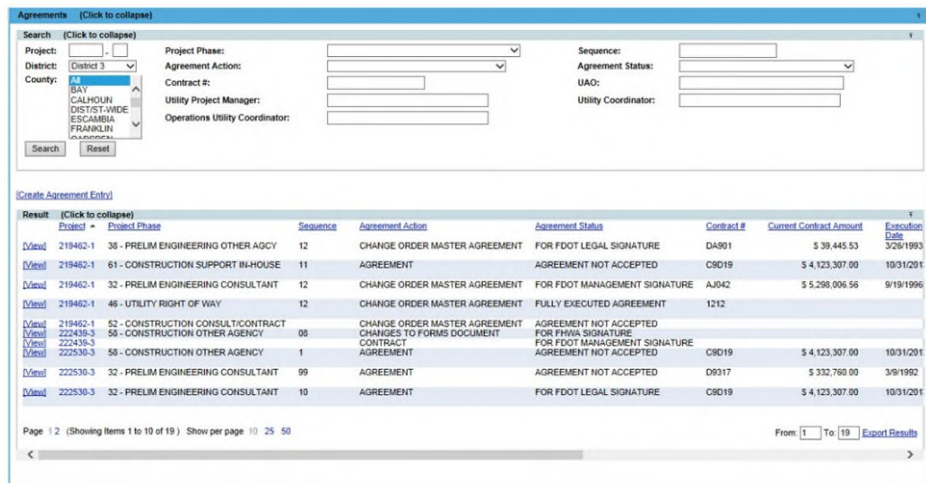 Agreements (Click to collapse)
Search (Click to collapse)
Project: - Project Phase: Sequence:
District: District 3 Agreement Action: Agreement Status:
County: All Contract #: UAO:
BAY
CALHOUN Utility Project Manager: Utility Coordinator:
DIST/ST-WIDE
ESCAMBIA Operations Utility Coordinator:
FRANKLIN
GADSDEN
Search Reset
[Create Agreement Entry]
Result (Click to collapse)
Project Project Phase Sequence Agreement Action Agreement Status Contract # Current Contract Amount Execution Date
[View] 219462-1 38 - PRELIM ENGINEERING OTHER AGCY 12 CHANGE ORDER MASTER AGREEMENT FOR FDOT LEGAL SIGNATURE DA901 $ 39,445.53 3/26/1993
[View] 219462-1 61 - CONSTRUCTION SUPPORT IN-HOUSE 11 AGREEMENT AGREEMENT NOT ACCEPTED C9D19 $ 4,123,307.00 10/31/201
[View] 219462-1 32 - PRELIM ENGINEERING CONSULTANT 12 AGREEMENT FOR FDOT MANAGEMENT SIGNATURE AJ042 $ 5,298,006.56 9/19/1996
[View] 219462-1 46 - UTILITY RIGHT OF WAY 12 CHANGE ORDER MASTER AGREEMENT FULLY EXECUTED AGREEMENT 1212
[View] 219462-1 52 - CONSTRUCTION CONSULT/CONTRACT CHANGE ORDER MASTER AGREEMENT AGREEMENT NOT ACCEPTED
[View] 222439-3 58 - CONSTRUCTION OTHER AGENCY CHANGES TO FORMS DOCUMENT FOR FHWA SIGNATURE
[View] 222439-3 CONTRACT FOR FDOT MANAGEMENT SIGNATURE
[View] 222530-3 58 - CONSTRUCTION OTHER AGENCY 1 AGREEMENT AGREEMENT NOT ACCEPTED C9D19 $ 4,123,307.00 10/31/201
[View] 222530-3 32 - PRELIM ENGINEERING CONSULTANT 99 AGREEMENT AGREEMENT NOT ACCEPTED D9317 $ 332,760.00 3/9/1992
[View] 222530-3 32 - PRELIM ENGINEERING CONSULTANT 10 AGREEMENT FOR FDOT LEGAL SIGNATURE C9D19 $ 4,123,307.00 10/31/201
Page 1 2 (Showing Items 1 to 10 of 19 ) Show per page 10 25 50 From: 1 To: 19 Export Results